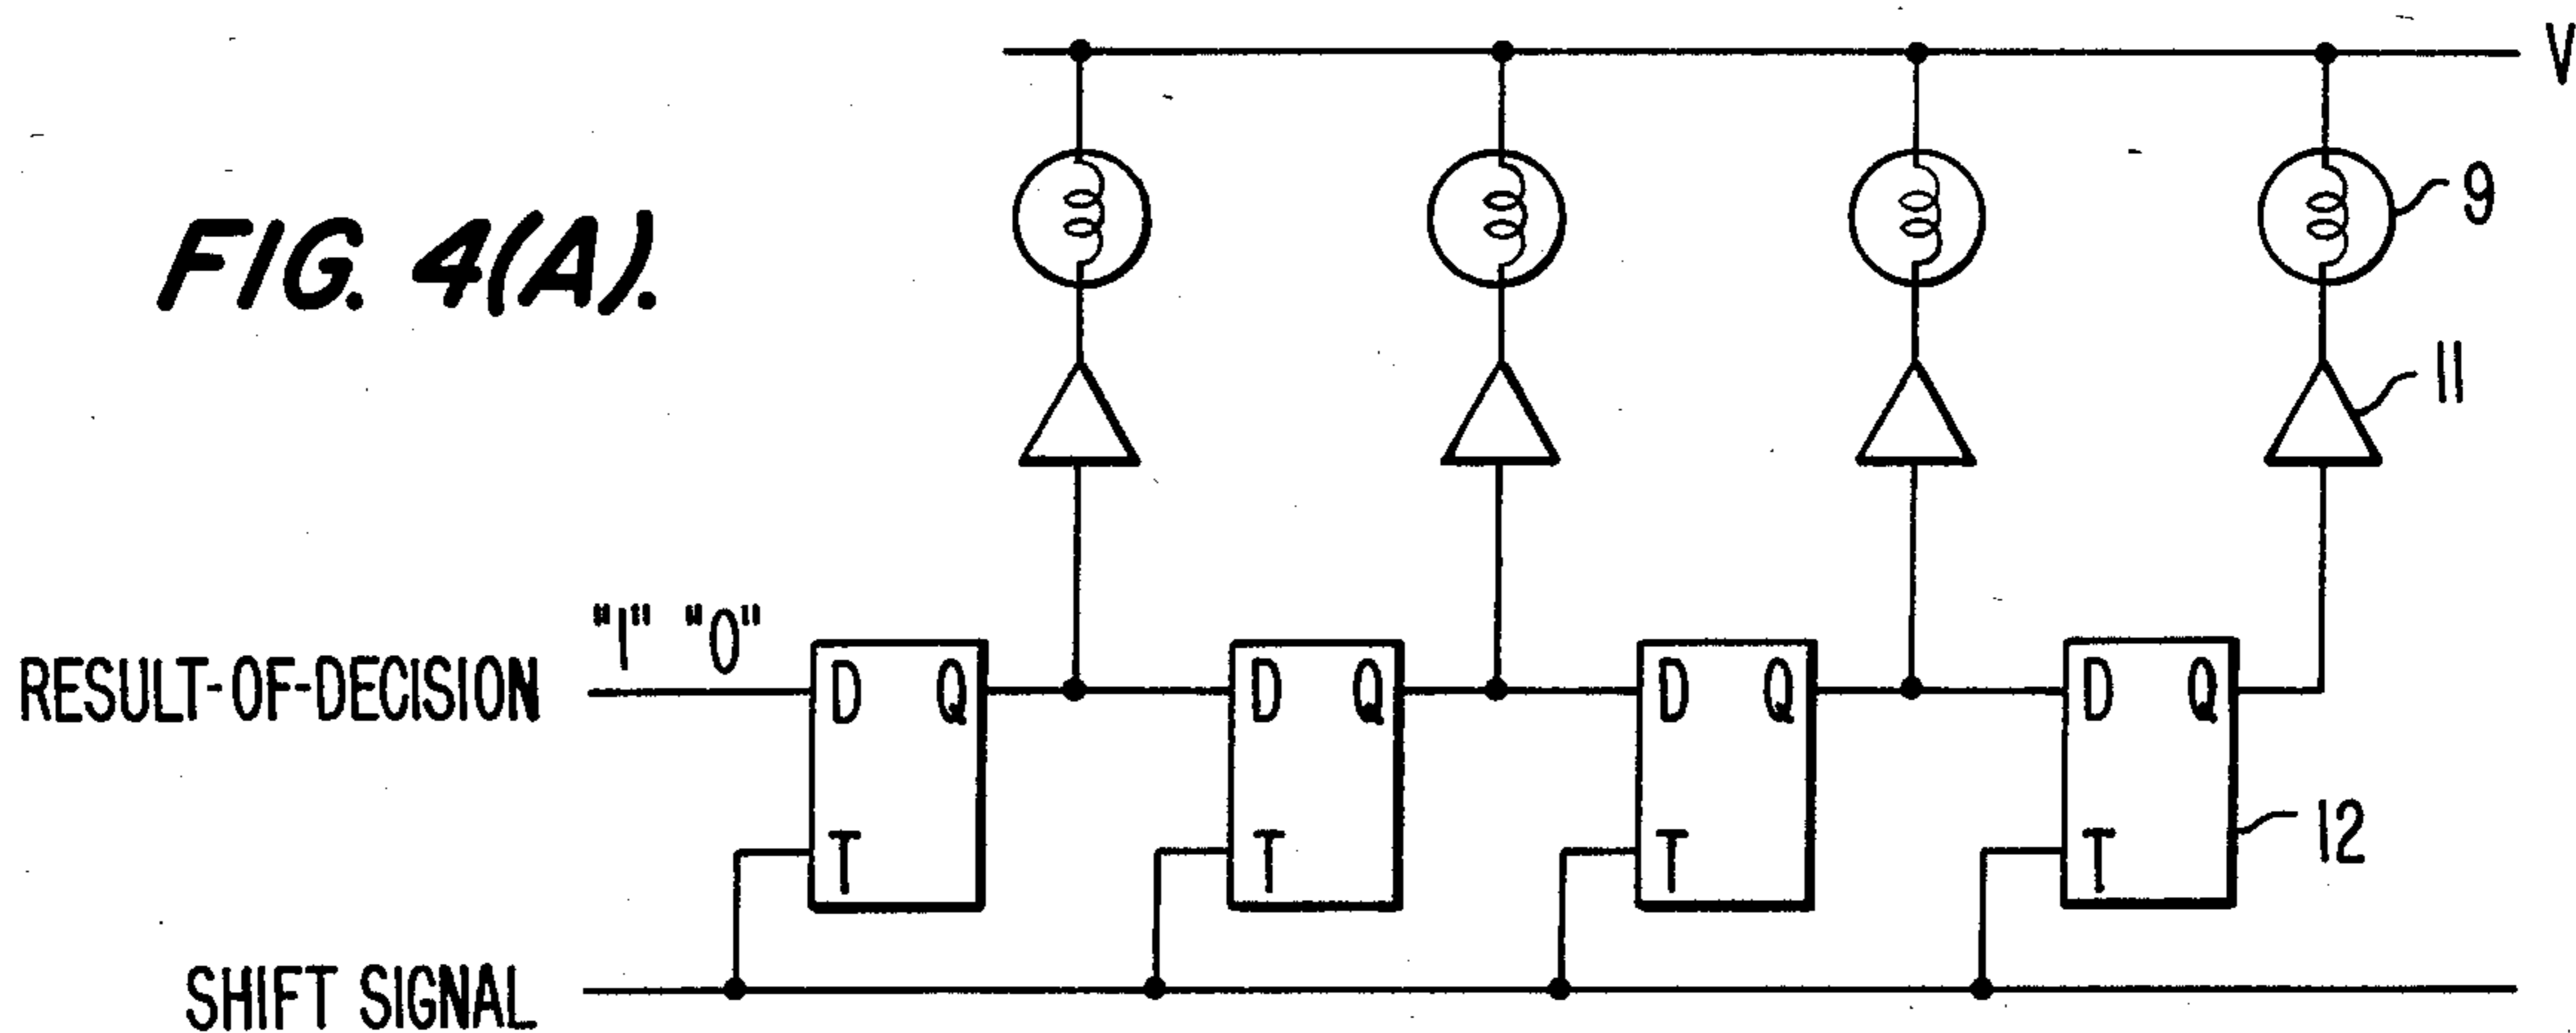 V
9
FIG. 4(A).
11
"1" "0"
RESULT-OF-DECISION
D Q D Q D Q D Q
T T T T
12
SHIFT SIGNAL